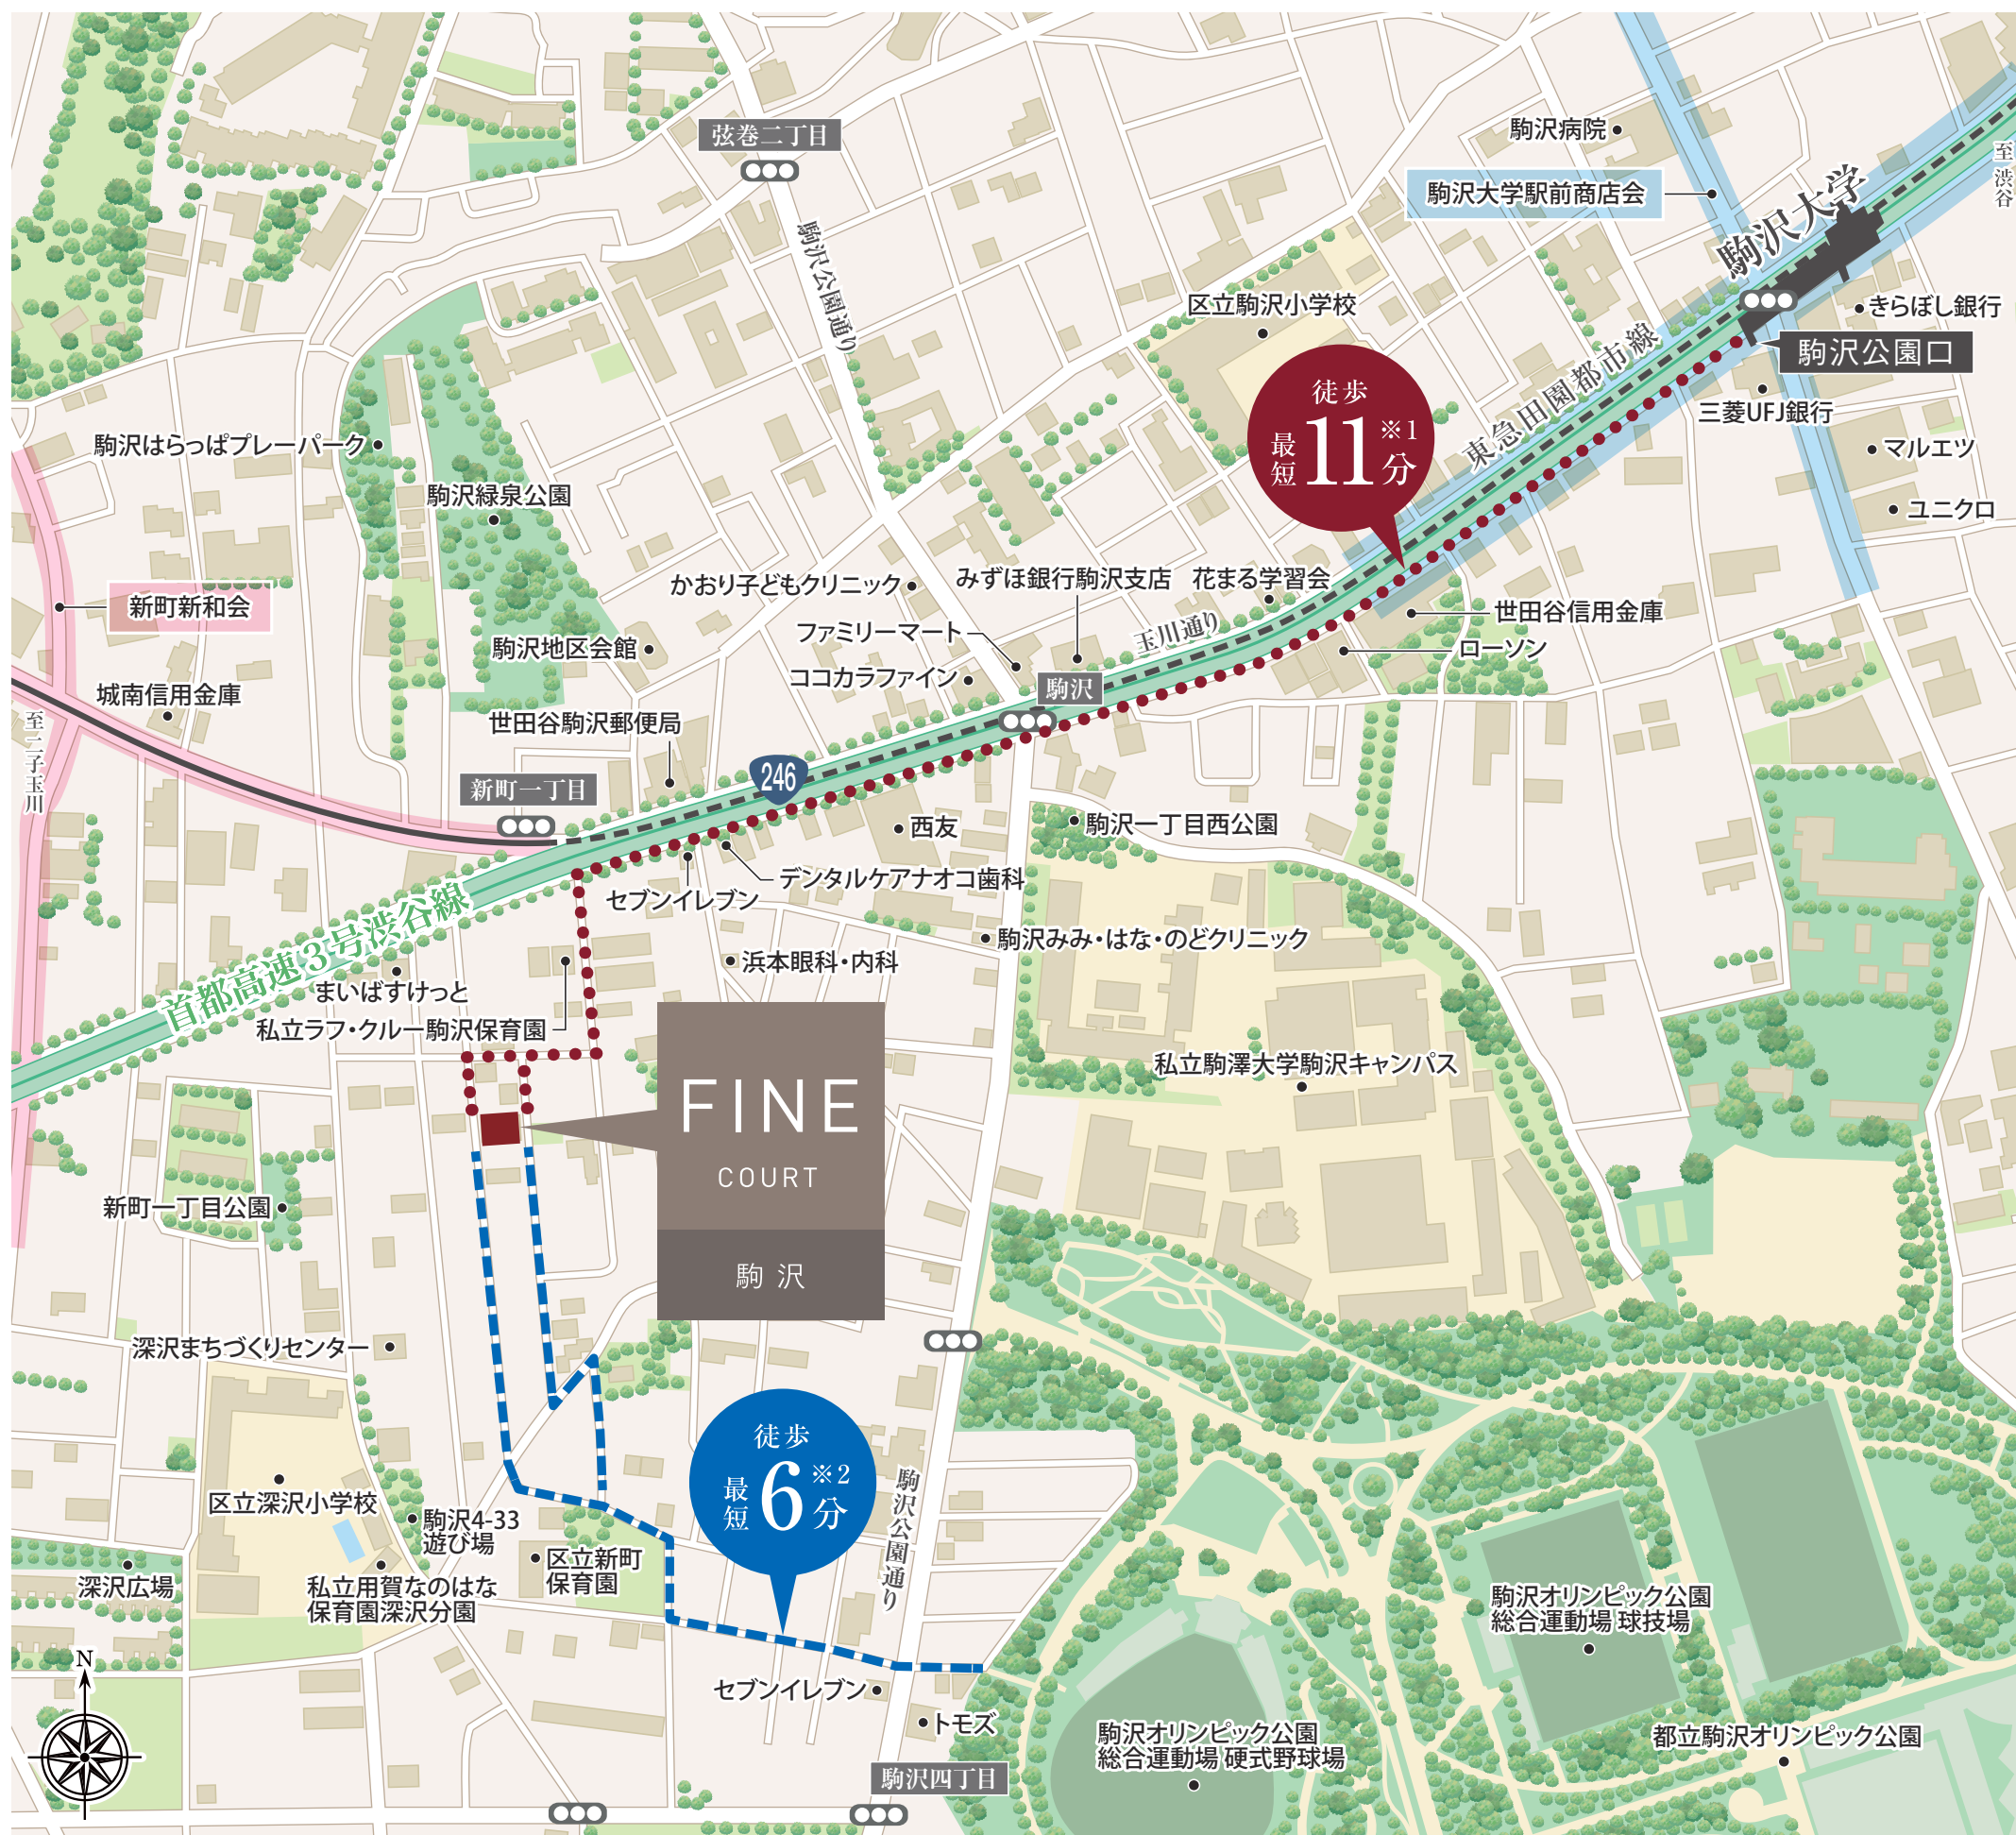 弦巻二丁目
駒沢病院
駒沢大学駅前商店会
至 渋谷
駒沢大学
駒沢公園通り
区立駒沢小学校
きらぼし銀行
駒沢公園口
三菱UFJ銀行
東急田園都市線
徒歩
最短11分※1
マルエツ
駒沢はらっぱプレーパーク
駒沢緑泉公園
ユニクロ
かおり子どもクリニック
みずほ銀行駒沢支店
花まる学習会
新町新和会
世田谷信用金庫
ファミリーマート
玉川通り
駒沢地区会館
ローソン
ココカラファイン
駒沢
城南信用金庫
世田谷駒沢郵便局
至 二子玉川
新町一丁目
246
西友
駒沢一丁目西公園
デンタルケアナオコ歯科
セブンイレブン
首都高速3号渋谷線
駒沢みみ・はな・のどクリニック
浜本眼科・内科
まいばすけっと
私立ラフ・クルー駒沢保育園
私立駒澤大学駒沢キャンパス
FINE
COURT
駒沢
新町一丁目公園
深沢まちづくりセンター
徒歩
最短6分※2
駒沢公園通り
区立深沢小学校
駒沢4-33
遊び場
区立新町
保育園
深沢広場
私立用賀なのはな
保育園深沢分園
駒沢オリンピック公園
総合運動場 球技場
N
セブンイレブン
トモズ
駒沢オリンピック公園
総合運動場 硬式野球場
都立駒沢オリンピック公園
駒沢四丁目